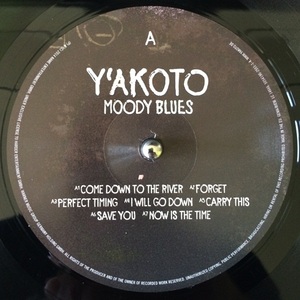 A
Y'AKOTO
MOODY BLUES
A1 COME DOWN TO THE RIVER A2 FORGET
A3 PERFECT TIMING A4 I WILL GO DOWN A5 CARRY THIS
A6 SAVE YOU A7 NOW IS THE TIME